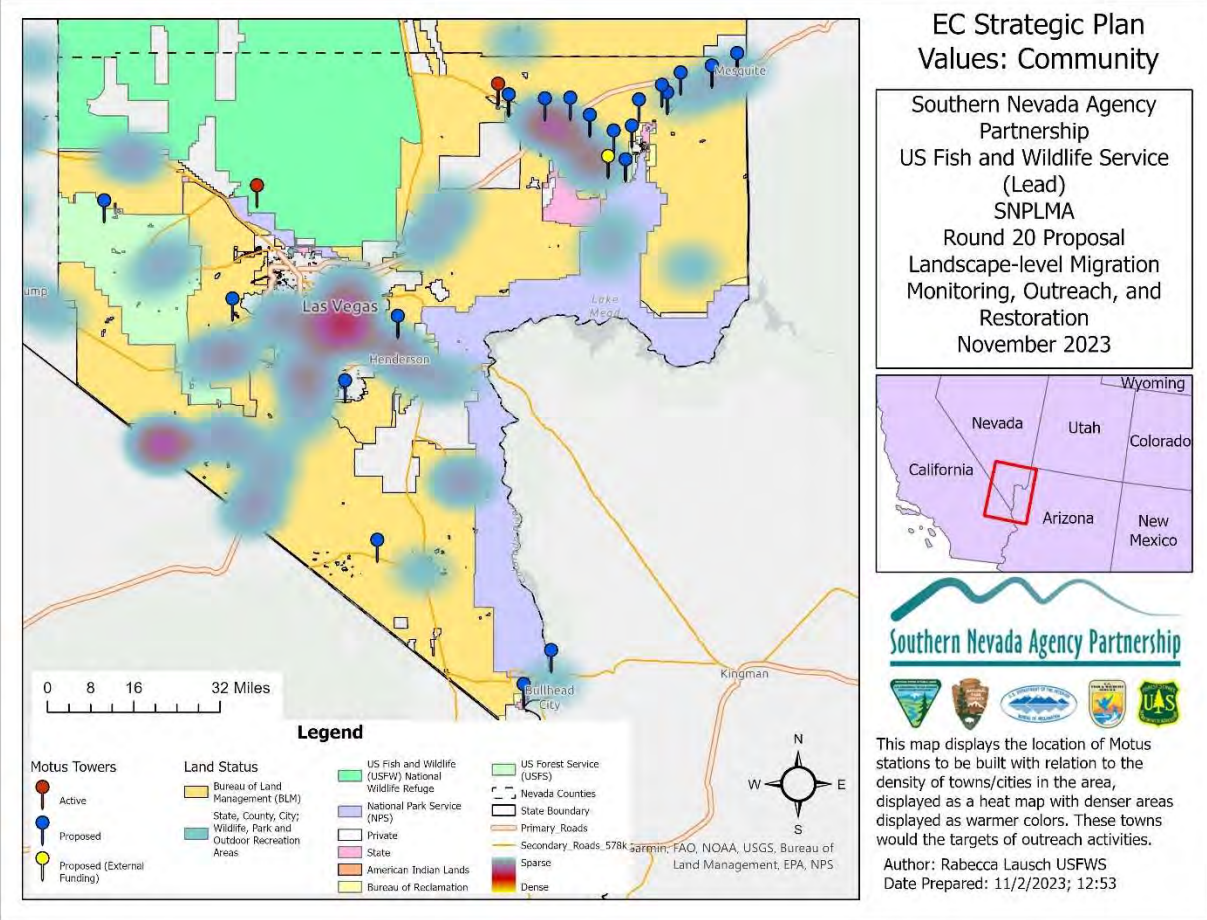 EC Strategic Plan
Values: Community
Southern Nevada Agency
Partnership
US Fish and Wildlife Service
(Lead)
SNPLMA
Round 20 Proposal
Landscape-level Migration
Monitoring, Outreach, and
Restoration
November 2023
Mesquite
ump
Las Vegas
Henderson
Lake
Mead
Bullhead
City
Kingman
Wyoming
Nevada
Utah
Colorado
California
Arizona
New
Mexico
0 8 16 32 Miles
Legend
Motus Towers
Active
Proposed
Proposed (External
Funding)
Land Status
Bureau of Land
Management (BLM)
State, County, City;
Wildlife, Park and
Outdoor Recreation
Areas
US Fish and Wildlife
(USFW) National
Wildlife Refuge
National Park Service
(NPS)
Private
State
American Indian Lands
Bureau of Reclamation
US Forest Service
(USFS)
Nevada Counties
State Boundary
Primary_Roads
Secondary_Roads_578k
Sparse
Dense
N
W E
S
armin, FAO, NOAA, USGS, Bureau of
Land Management, EPA, NPS
Southern Nevada Agency Partnership
UAS
This map displays the location of Motus
stations to be built with relation to the
density of towns/cities in the area,
displayed as a heat map with denser areas
displayed as warmer colors. These towns
would the targets of outreach activities.
Author: Rabecca Lausch USFWS
Date Prepared: 11/2/2023; 12:53